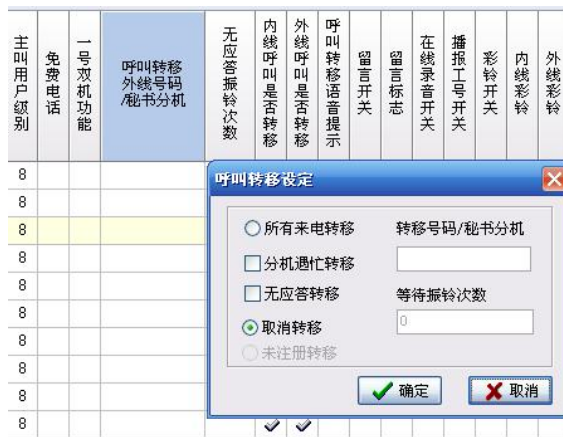 主叫用户级别
免费电话
一号双机功能
呼叫转移
外线号码
/秘书分机
无应答振铃次数
内线呼叫是否转移
外线呼叫是否转移
呼叫转移语音提示
留言开关
留言标志
在线录音开关
播报工号开关
彩铃开关
内线彩铃
外线彩铃
8
8
8
8
8
8
8
8
8
8
呼叫转移设定
所有来电转移
转移号码/秘书分机
分机遇忙转移
无应答转移
等待振铃次数
取消转移
0
未注册转移
确定
取消